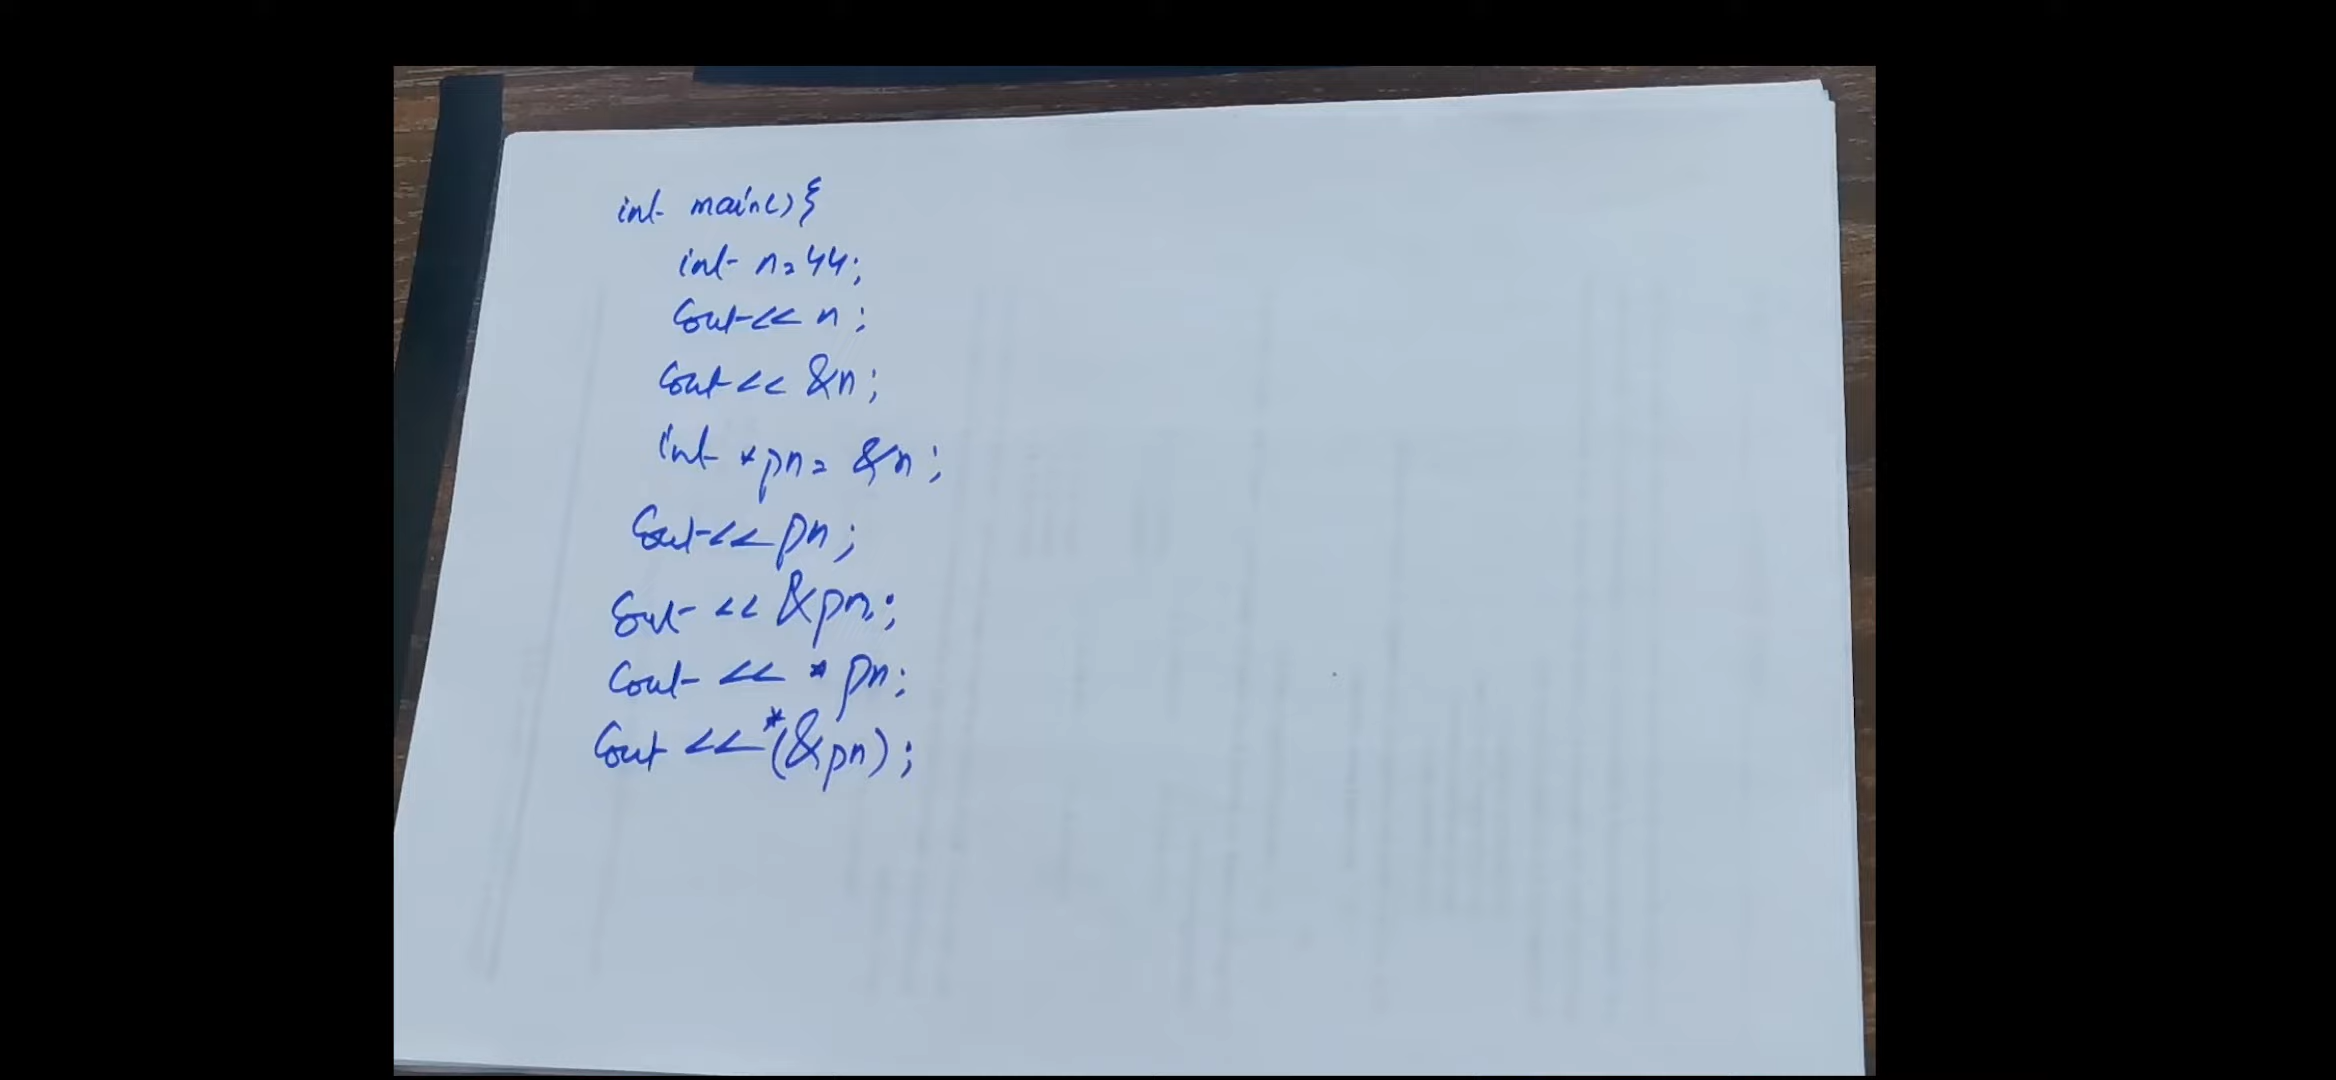 int main(){
int n=44;
Cout<< n;
Cout<< &n;
int *pn= &n;
Cout<< pn;
Cout << &pn;
Cout << * pn;
Cout << *(&pn);